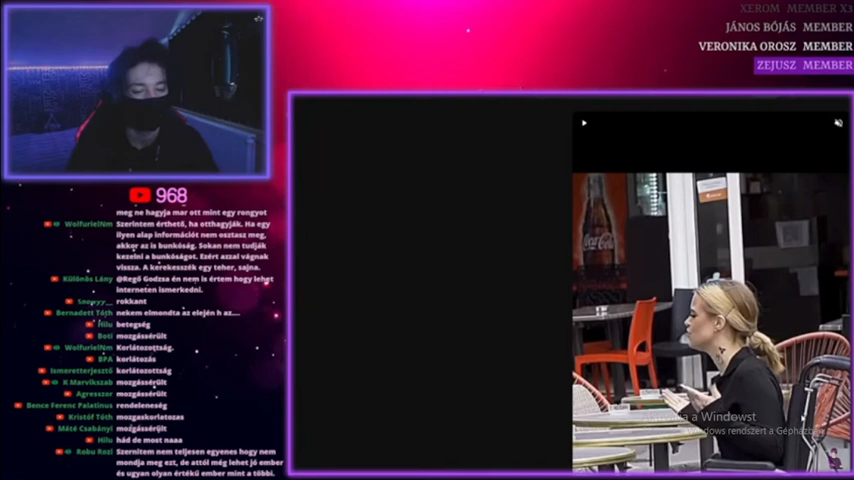 XEROM MEMBER X3
JÁNOS BÓJÁS MEMBER
VERONIKA OROSZ MEMBER
ZEJUSZ MEMBER
968
meg ne hagyja mar ott mint egy rongyot
WolfurielNm Szerintem érthető, ha otthagyják. Ha egy
ilyen alap információt nem osztasz meg,
akkor az is bunkóság. Sokan nem tudják
kezelni a bunkóságot. Ezért azzal vágnak
vissza. A kerekesszék egy teher, sajna.
Különös Lány @Regő Godzsa én nem is értem hogy lehet
interneten ismerkedni.
rokkant
Bernadett Tóth nekem elmondta az elején h az....
Hilu betegség
Boti mozgássérült
WolfurielNm Korlátozottság.
BPA korlátozás
Ismeretterjesztő korlátozottság
K Marvikszab mozgássérült
Agresszor mozgássérült
Bence Ferenc Palatinus rendeleneség
Kristóf Tóth mozgaskorlatozas
Máté Csabányi mozgássérült
Hilu hád de most naaa
Robu Rozi Szernitem nem teljesen egyenes hogy nem
mondja meg ezt, de attól még lehet jó ember
és ugyan olyan értékű ember mint a többi.
Coca-Cola
a Windowst
rendszert a Gépház